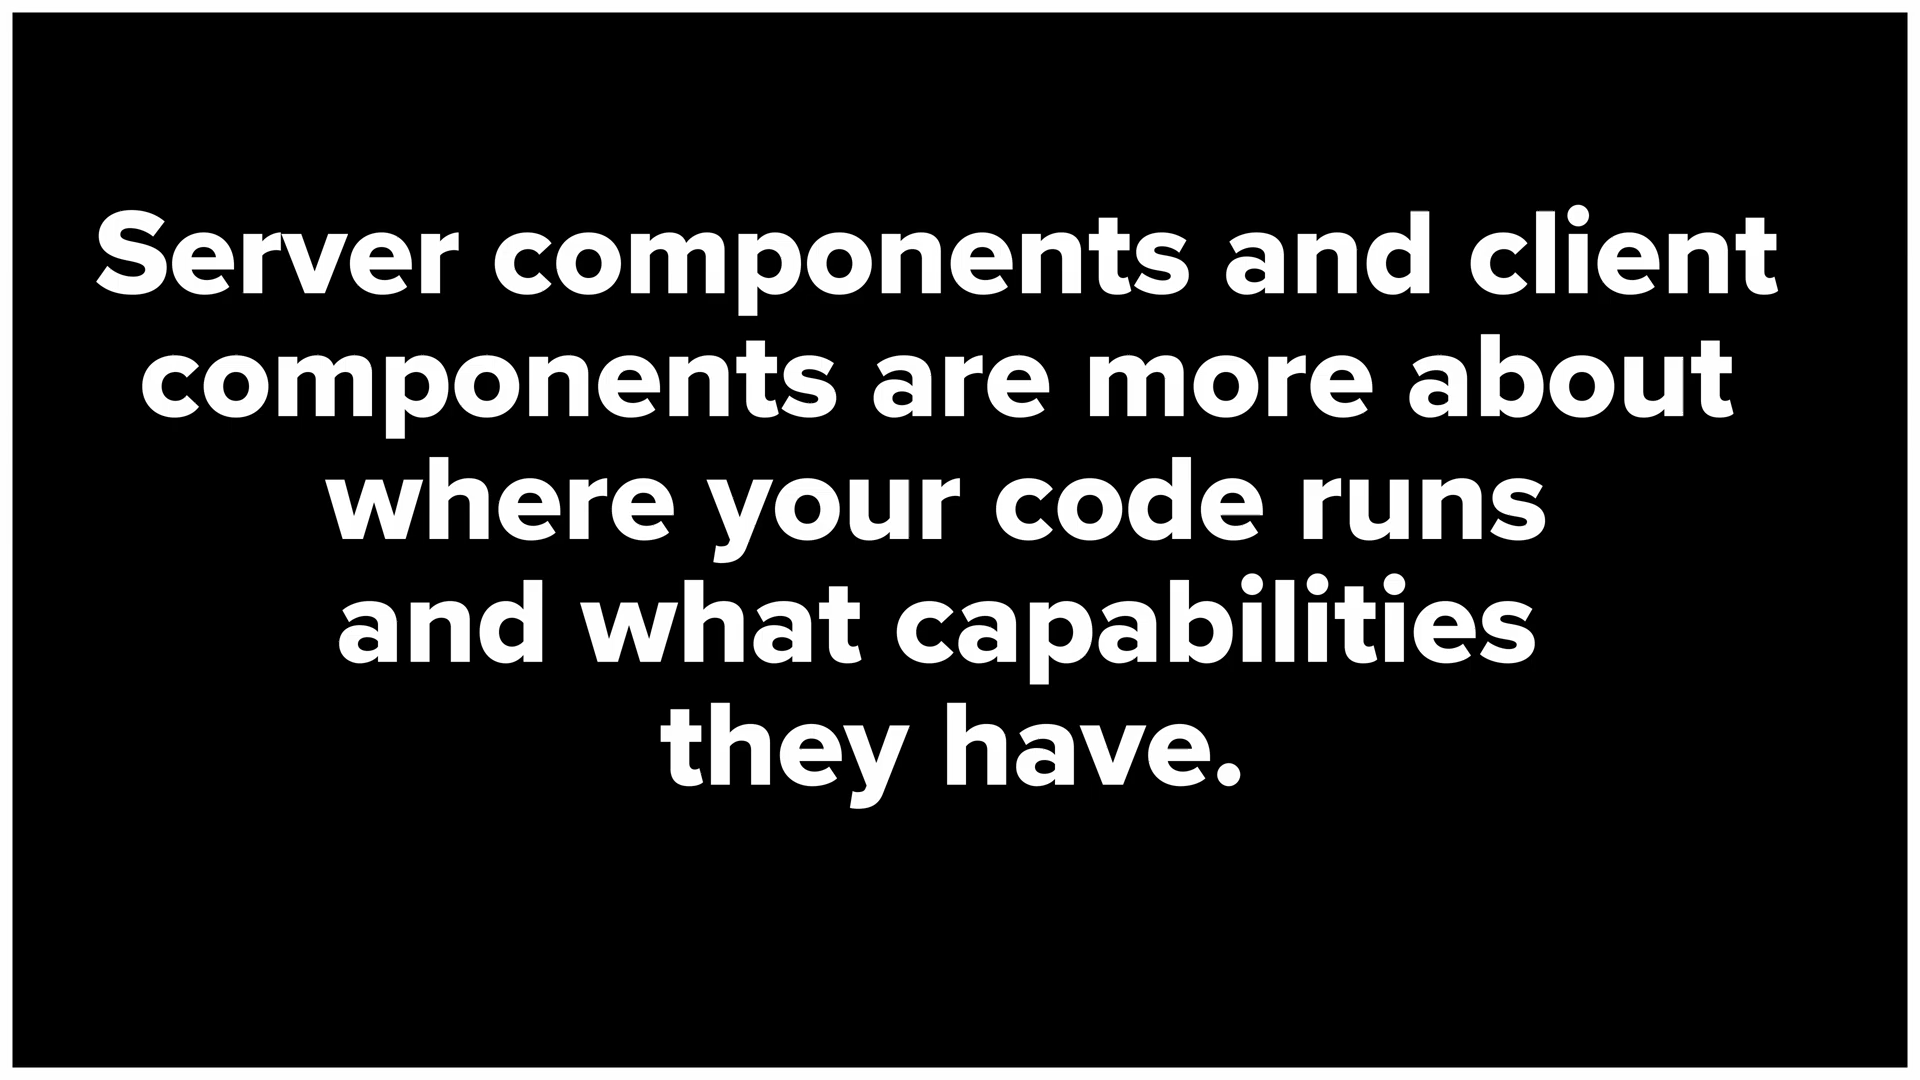 Server components and client
components are more about
where your code runs
and what capabilities
they have.